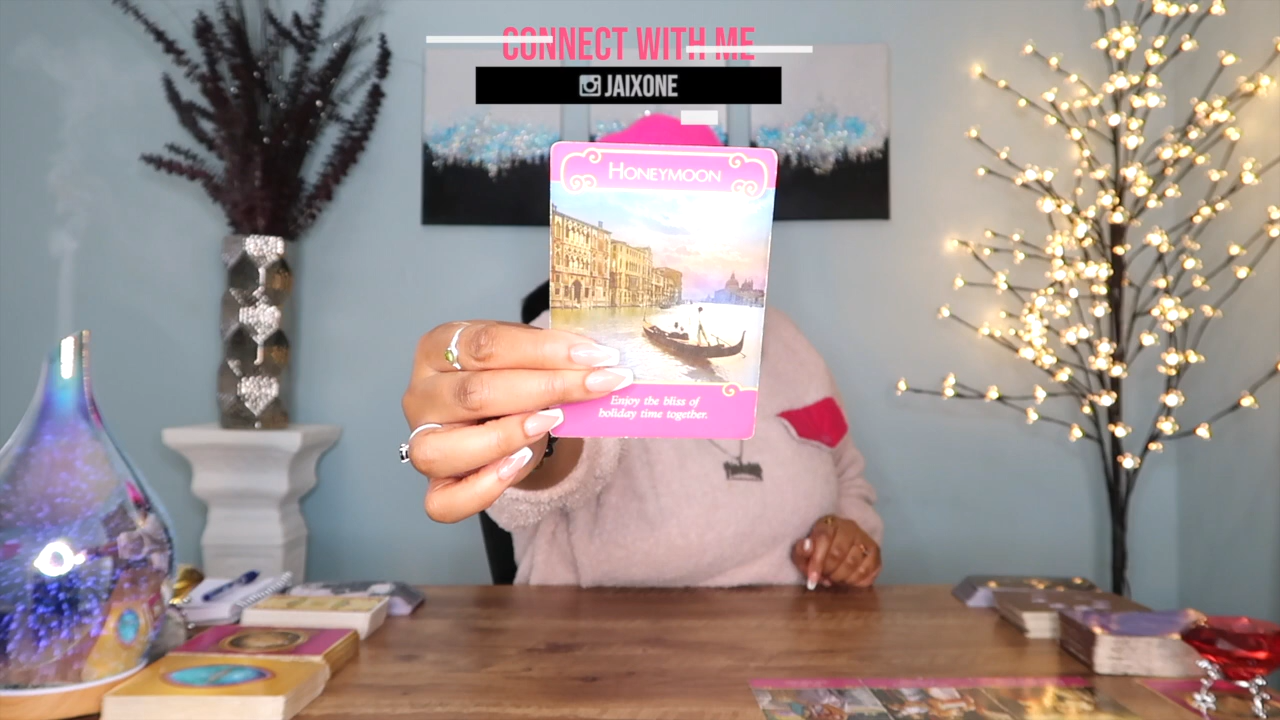 CONNECT WITH ME
JAIXONE
HONEYMOON
Enjoy the bliss of
holiday time together.